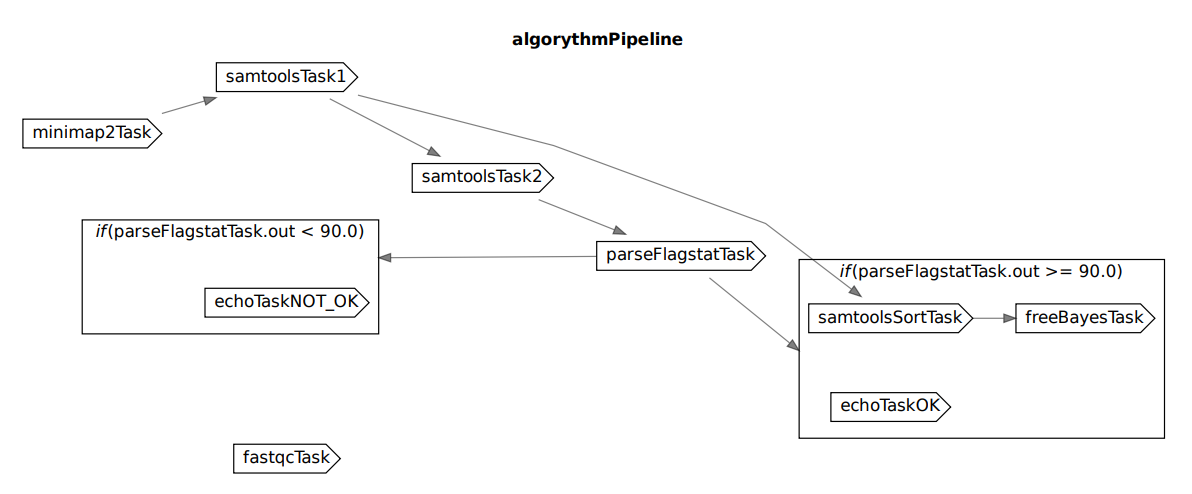 algorythmPipeline
samtoolsTask1
minimap2Task
samtoolsTask2
if(parseFlagstatTask.out < 90.0)
parseFlagstatTask
if(parseFlagstatTask.out >= 90.0)
echoTaskNOT_OK
samtoolsSortTask
freeBayesTask
echoTaskOK
fastqcTask